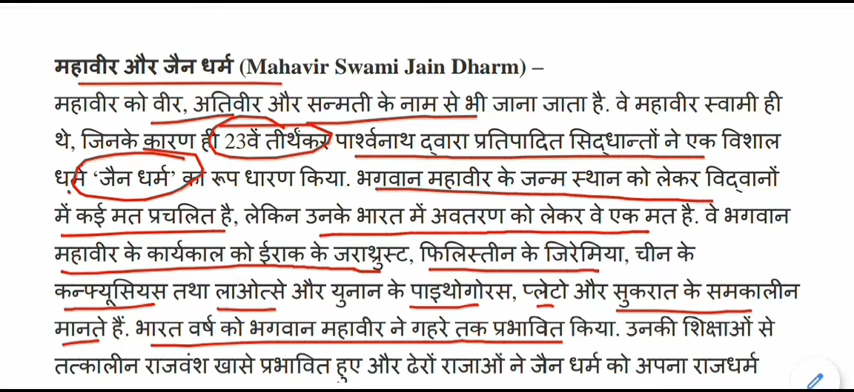 महावीर और जैन धर्म (Mahavir Swami Jain Dharm) –
महावीर को वीर, अतिवीर और सन्मती के नाम से भी जाना जाता है. वे महावीर स्वामी ही
थे, जिनके कारण ही 23वें तीर्थंकर पार्श्वनाथ द्वारा प्रतिपादित सिद्धान्तों ने एक विशाल
धर्म ‘जैन धर्म’ का रूप धारण किया. भगवान महावीर के जन्म स्थान को लेकर विद्वानों
में कई मत प्रचलित है, लेकिन उनके भारत में अवतरण को लेकर वे एक मत है. वे भगवान
महावीर के कार्यकाल को ईराक के जराथ्रुस्ट, फिलिस्तीन के जिरेमिया, चीन के
कन्फ्यूसियस तथा लाओत्से और युनान के पाइथोगोरस, प्लेटो और सुकरात के समकालीन
मानते हैं. भारत वर्ष को भगवान महावीर ने गहरे तक प्रभावित किया. उनकी शिक्षाओं से
तत्कालीन राजवंश खासे प्रभावित हुए और ढेरों राजाओं ने जैन धर्म को अपना राजधर्म